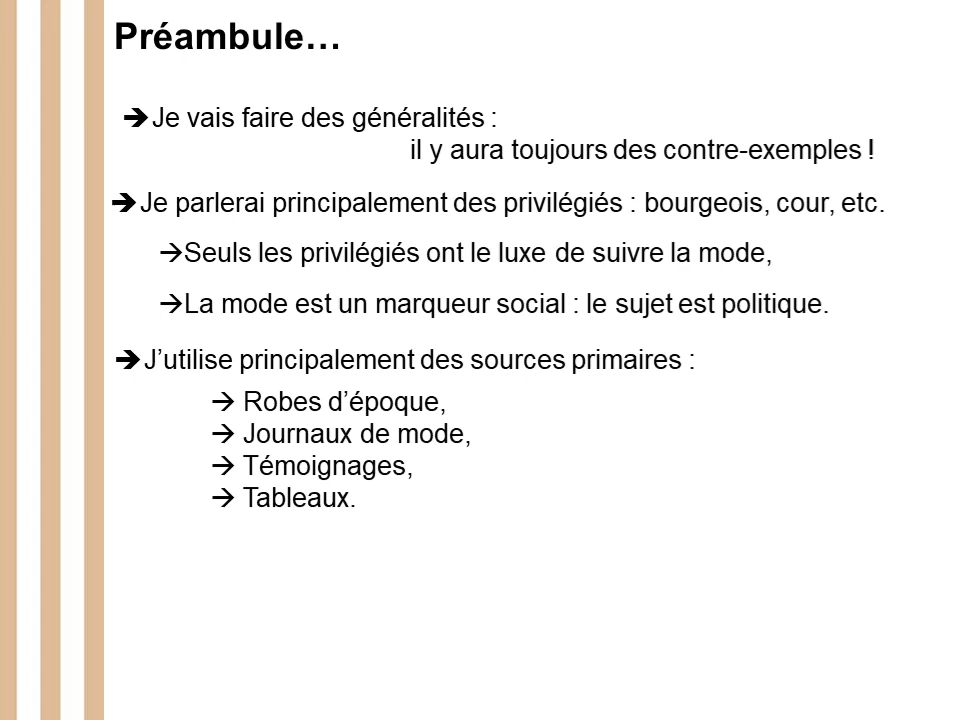 Préambule…
➔Je vais faire des généralités :
il y aura toujours des contre-exemples !
➔Je parlerai principalement des privilégiés : bourgeois, cour, etc.
→Seuls les privilégiés ont le luxe de suivre la mode,
→La mode est un marqueur social : le sujet est politique.
➔J’utilise principalement des sources primaires :
→ Robes d’époque,
→ Journaux de mode,
→ Témoignages,
→ Tableaux.